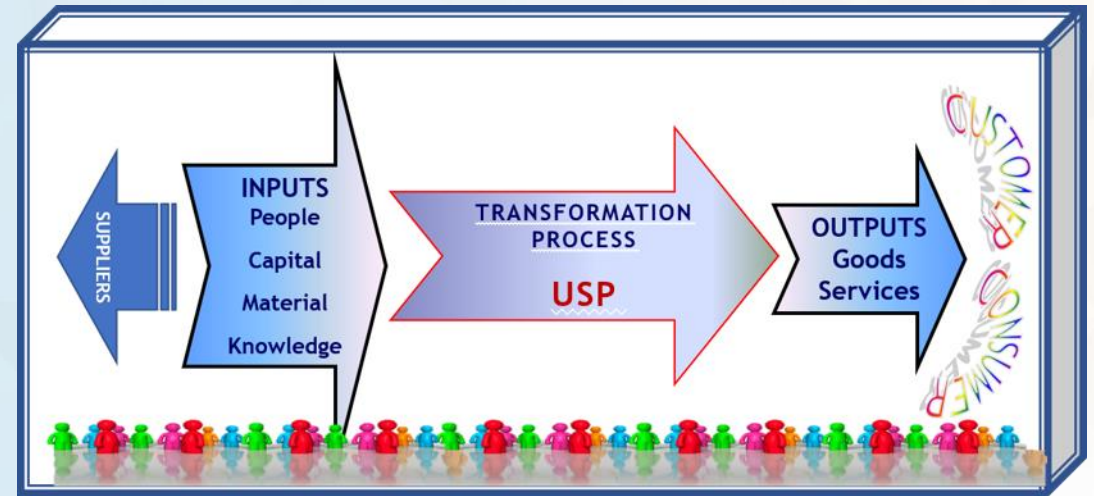 SUPPLIERS
INPUTS
People
Capital
Material
Knowledge
TRANSFORMATION
PROCESS
USP
OUTPUTS
Goods
Services
CUSTOMER
CONSUMER